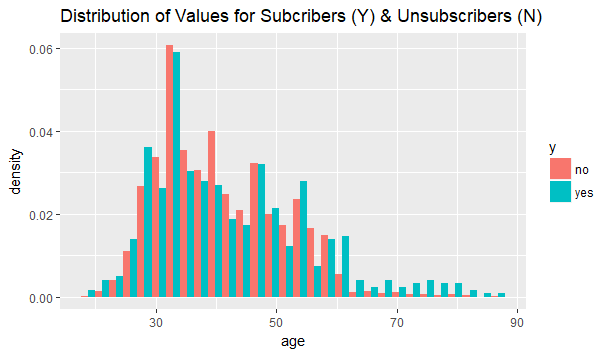 Distribution of Values for Subcribers (Y) & Unsubscribers (N)
0.06
0.04
0.02
0.00
density
30
50
70
90
age
y
no
yes